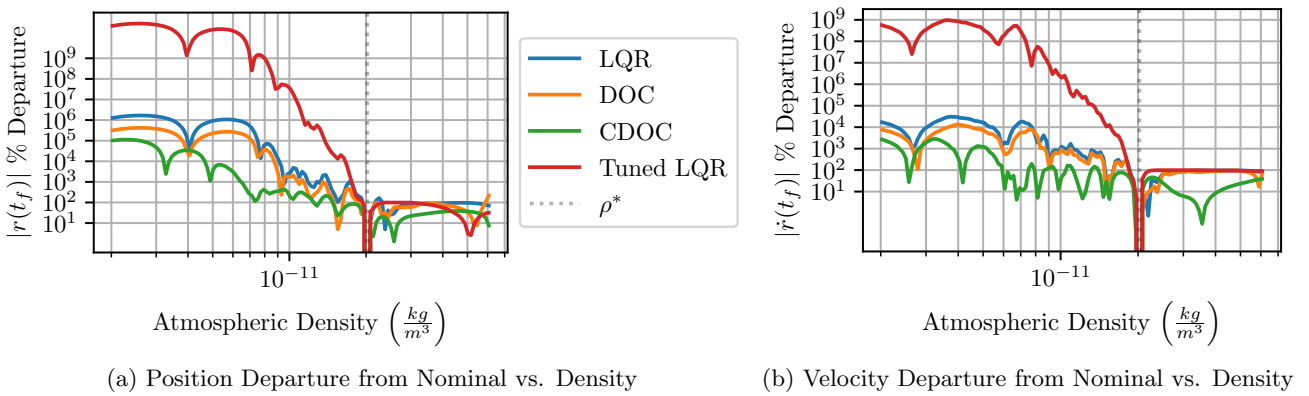 |r(t_f)| % Departure
10^9
10^8
10^7
10^6
10^5
10^4
10^3
10^2
10^1
10^{-11}
Atmospheric Density (kg/m^3)
(a) Position Departure from Nominal vs. Density
LQR
DOC
CDOC
Tuned LQR
ρ*
|ṙ(t_f)| % Departure
10^9
10^8
10^7
10^6
10^5
10^4
10^3
10^2
10^1
10^{-11}
Atmospheric Density (kg/m^3)
(b) Velocity Departure from Nominal vs. Density